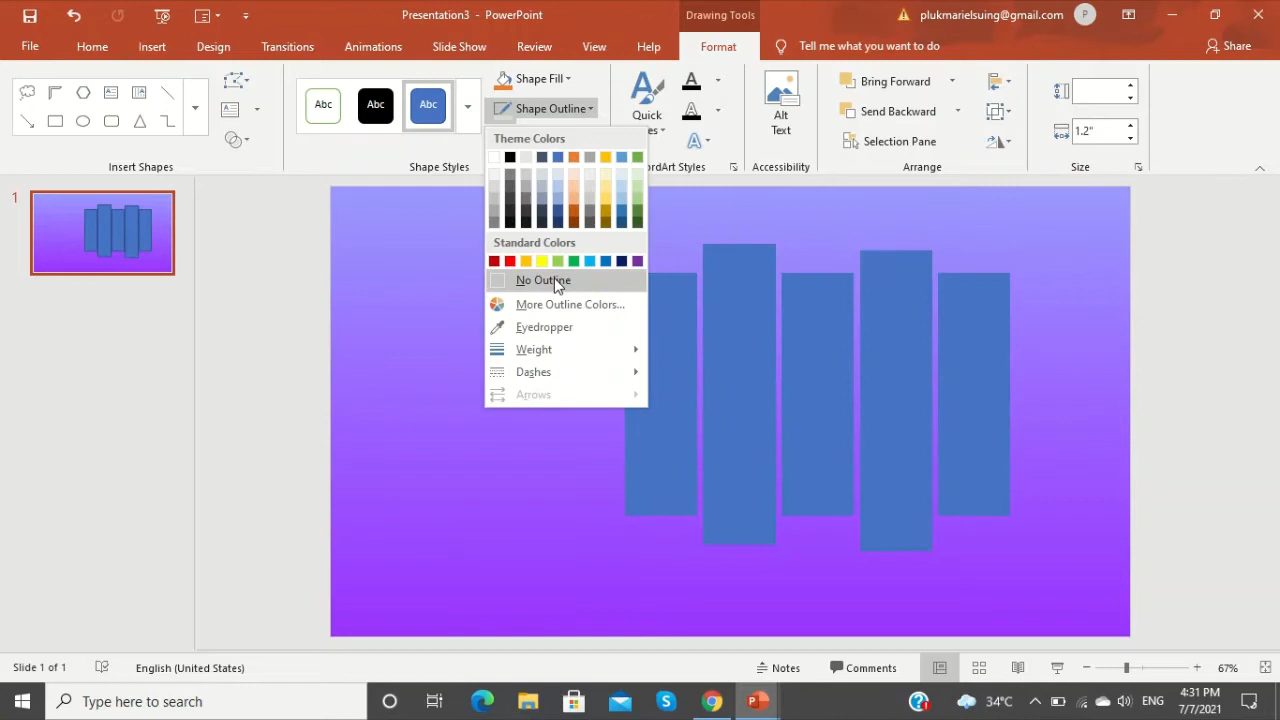 Presentation3 - PowerPoint
Drawing Tools
plukmarielsuing@gmail.com
P
File
Home
Insert
Design
Transitions
Animations
Slide Show
Review
View
Help
Format
Tell me what you want to do
Share
Abc
Abc
Abc
Shape Fill
Shape Outline
Quick
Alt
Text
Bring Forward
Send Backward
Selection Pane
1.2"
Insert Shapes
Shape Styles
Accessibility
Arrange
Size
Theme Colors
Standard Colors
No Outline
More Outline Colors...
Eyedropper
Weight
Dashes
Arrows
1
Slide 1 of 1
English (United States)
Notes
Comments
67%
Type here to search
34°C
ENG
4:31 PM
7/7/2021